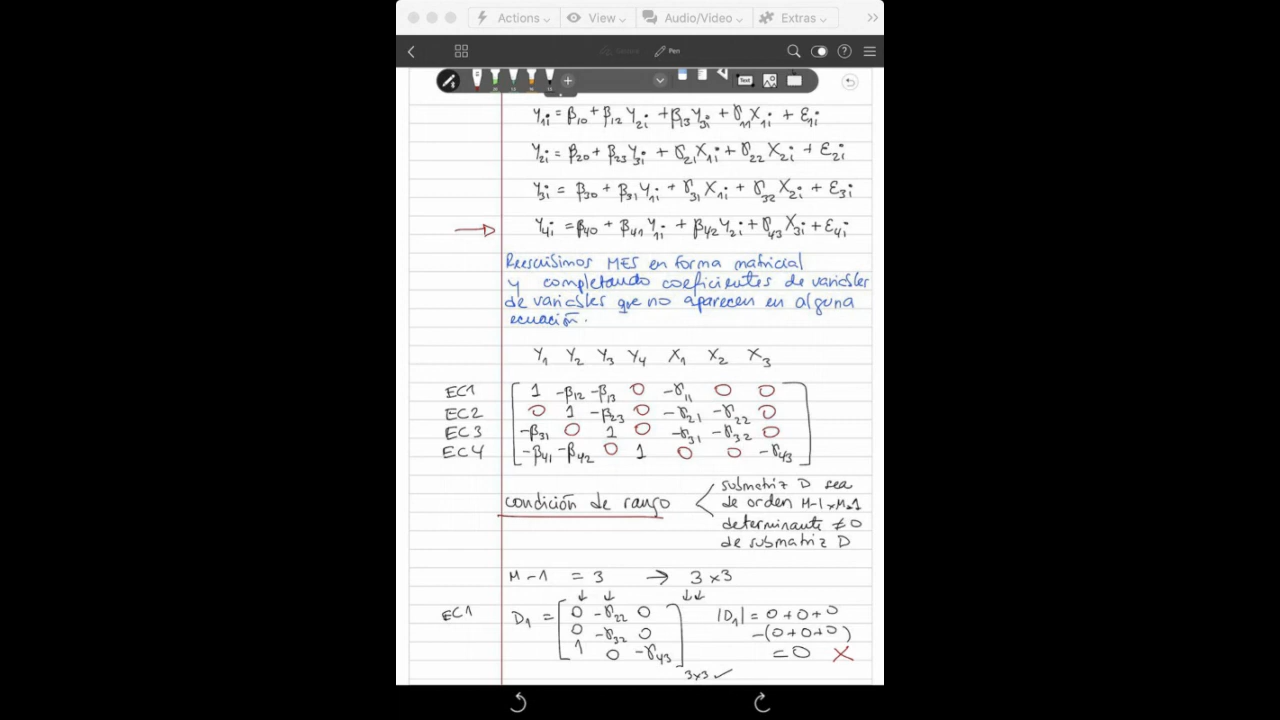 Actions View Audio/Video Extras
Pen
Text
Y1i = β10 + β12 Y2i + β13 Y3i + γ11 X1i + ε1i
Y2i = β20 + β23 Y3i + γ21 X1i + γ22 X2i + ε2i
Y3i = β30 + β31 Y1i + γ31 X1i + γ32 X2i + ε3i
Y4i = β40 + β41 Y1i + β42 Y2i + γ43 X3i + ε4i
Reescribimos MES en forma matricial
y completando coeficientes de variables
de variables que no aparecen en alguna
ecuación.
Y1 Y2 Y3 Y4 X1 X2 X3
EC1 1 -β12 -β13 0 -γ11 0 0
EC2 0 1 -β23 0 -γ21 -γ22 0
EC3 -β31 0 1 0 -γ31 -γ32 0
EC4 -β41 -β42 0 1 0 0 -γ43
condición de rango
submatriz D sea
de orden M-1 x M-1
determinante ≠ 0
de submatriz D
M-1 = 3 → 3x3
EC1 D1 = 0 -γ22 0
0 -γ32 0
1 0 -γ43
3x3 ✓
|D1| = 0+0+0
-(0+0+0)
= 0 X